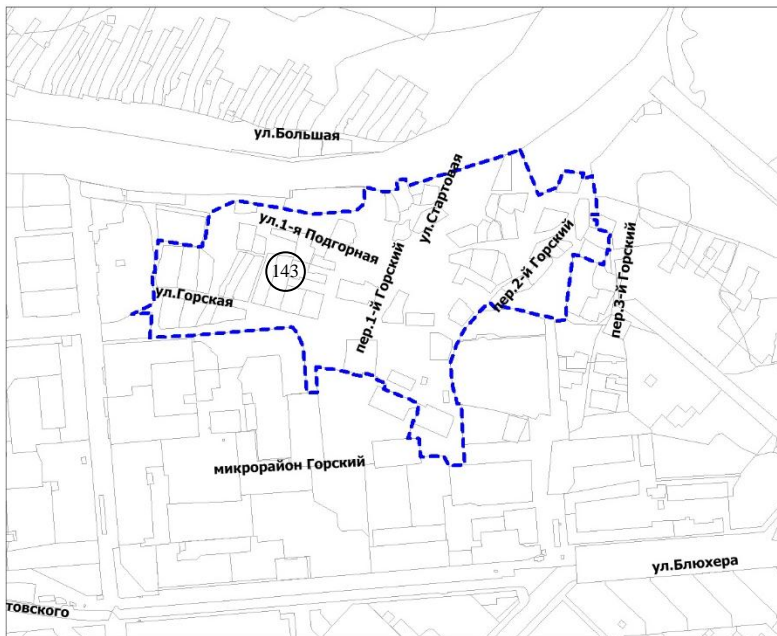 ул.Большая
ул.Стартовая
ул.1-я Подгорная
пер.1-й Горский
пер.2-й Горский
пер.3-й Горский
143
ул.Горская
микрорайон Горский
ул.Блюхера
товского